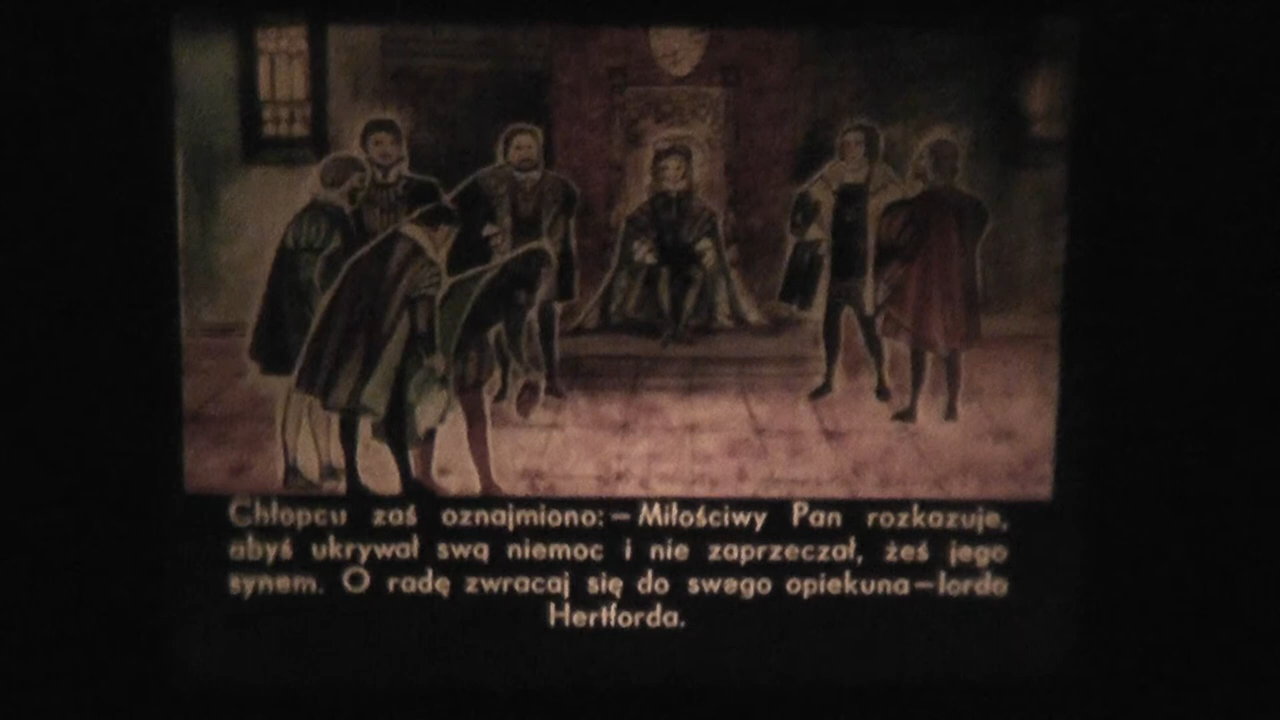 Chłopcu zaś oznajmiono: – Miłościwy Pan rozkazuje,
abyś ukrywał swą niemoc i nie zaprzeczał, żeś jego
synem. O radę zwracaj się do swego opiekuna – lorda
Hertforda.